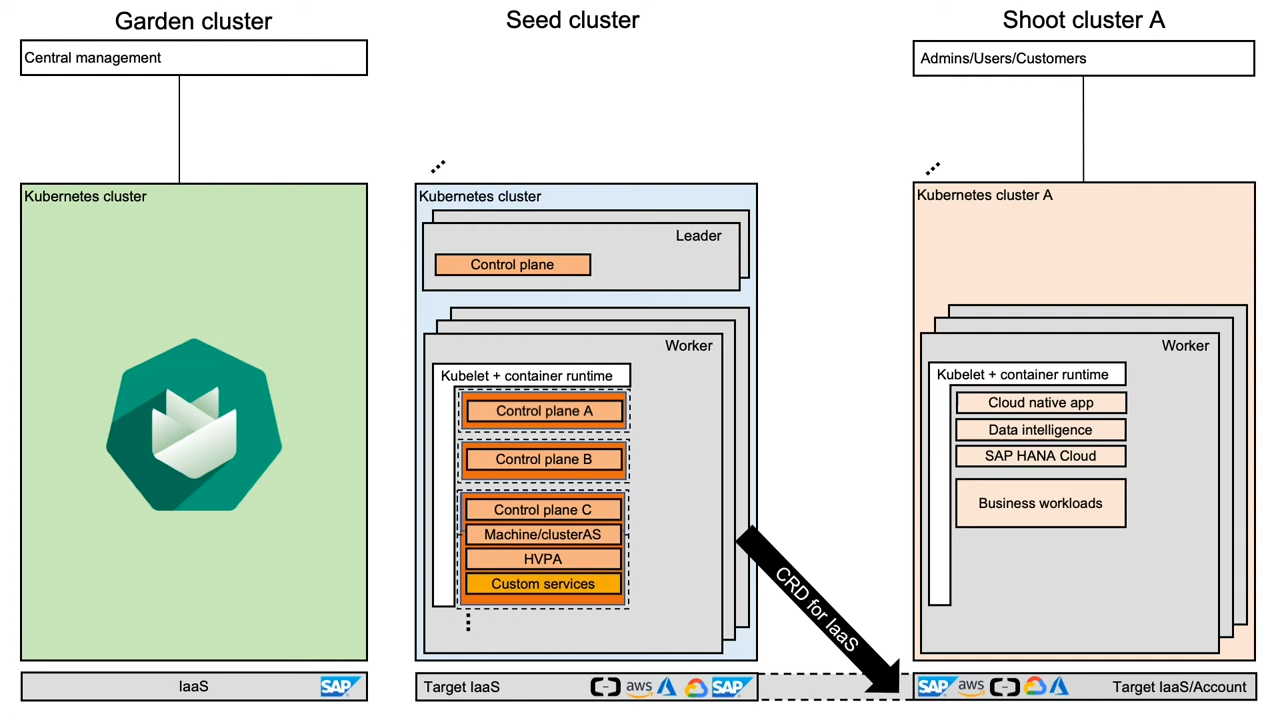 Garden cluster
Seed cluster
Shoot cluster A
Central management
Admins/Users/Customers
Kubernetes cluster
Kubernetes cluster
Leader
Control plane
Worker
Kubelet + container runtime
Control plane A
Control plane B
Control plane C
Machine/clusterAS
HVPA
Custom services
Kubernetes cluster A
Worker
Kubelet + container runtime
Cloud native app
Data intelligence
SAP HANA Cloud
Business workloads
CRD for IaaS
IaaS
SAP
Target IaaS
aws
SAP
SAP
aws
Target IaaS/Account